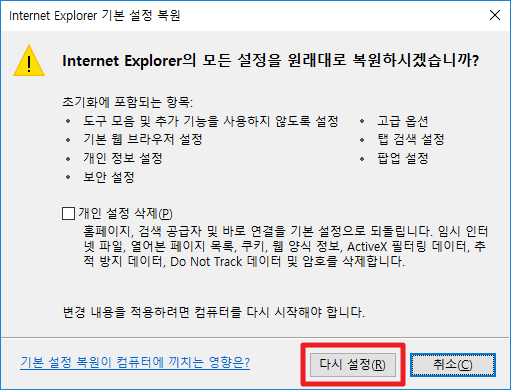 Internet Explorer 기본 설정 복원
Internet Explorer의 모든 설정을 원래대로 복원하시겠습니까?
초기화에 포함되는 항목:
• 도구 모음 및 추가 기능을 사용하지 않도록 설정
• 고급 옵션
• 기본 웹 브라우저 설정
• 탭 검색 설정
• 개인 정보 설정
• 팝업 설정
• 보안 설정
개인 설정 삭제(P)
홈페이지, 검색 공급자 및 바로 연결을 기본 설정으로 되돌립니다. 임시 인터
넷 파일, 열어본 페이지 목록, 쿠키, 웹 양식 정보, ActiveX 필터링 데이터, 추
적 방지 데이터, Do Not Track 데이터 및 암호를 삭제합니다.
변경 내용을 적용하려면 컴퓨터를 다시 시작해야 합니다.
기본 설정 복원이 컴퓨터에 끼치는 영향은?
다시 설정(R)
취소(C)